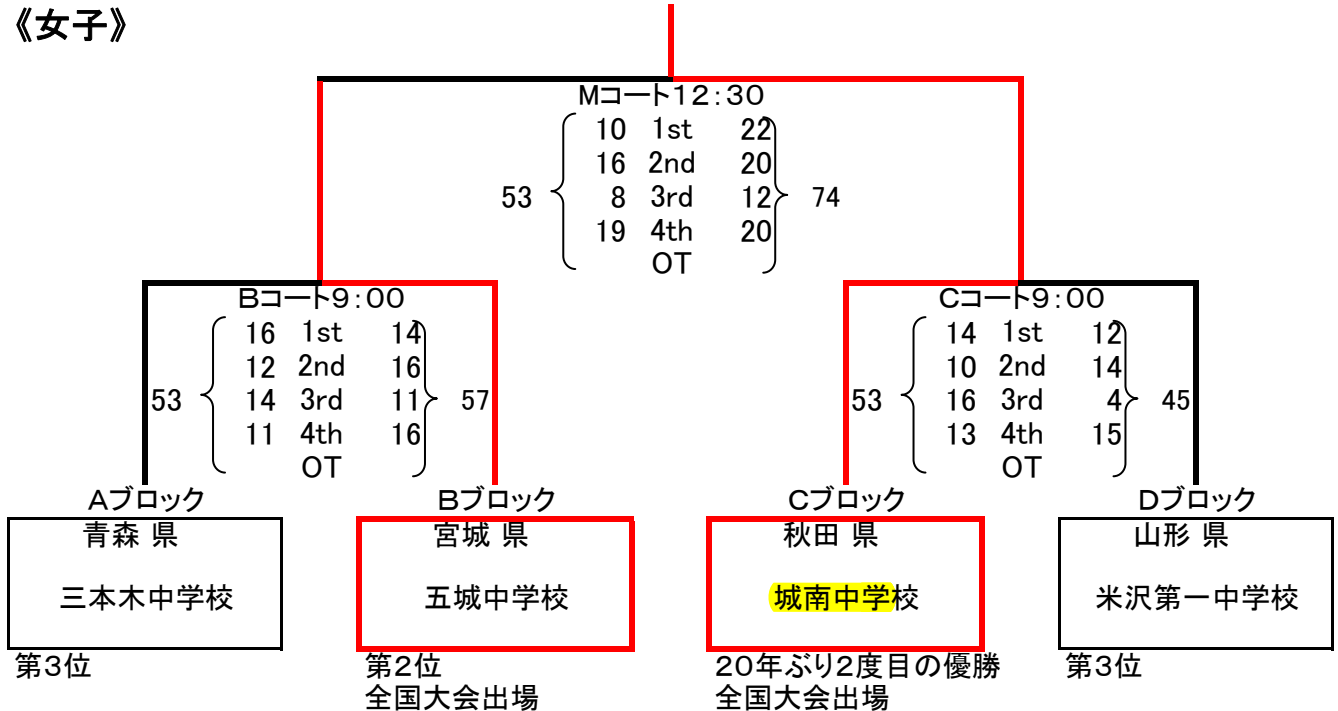 《女子》
Mコート12:30
10 1st 22
16 2nd 20
53 8 3rd 12 74
19 4th 20
OT
Bコート9:00
16 1st 14
12 2nd 16
53 14 3rd 11 57
11 4th 16
OT
Cコート9:00
14 1st 12
10 2nd 14
53 16 3rd 4 45
13 4th 15
OT
Aブロック
青森 県
三本木中学校
第3位
Bブロック
宮城 県
五城中学校
第2位
全国大会出場
Cブロック
秋田 県
城南中学校
20年ぶり2度目の優勝
全国大会出場
Dブロック
山形 県
米沢第一中学校
第3位